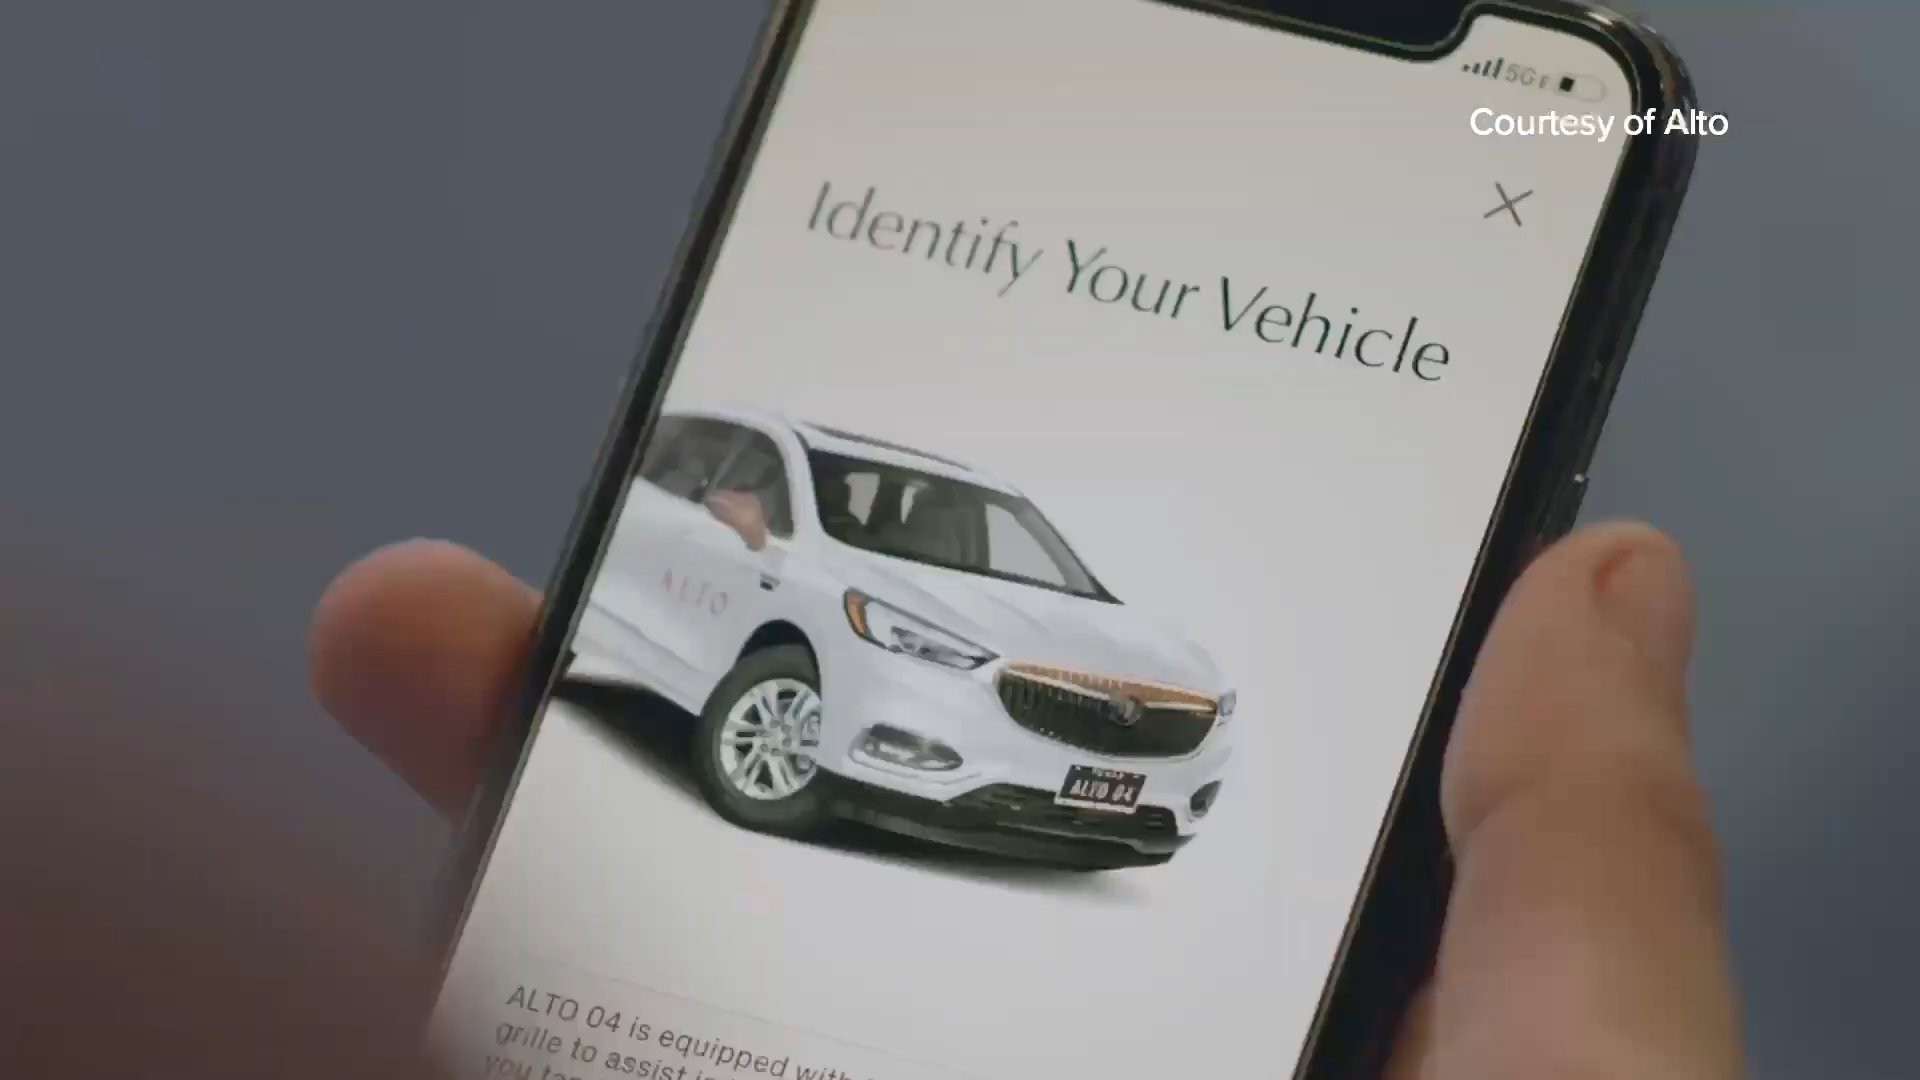 5G
Courtesy of Alto
Identify Your Vehicle
ALTO
ALTO 04
ALTO 04 is equipped with
grille to assist in
you